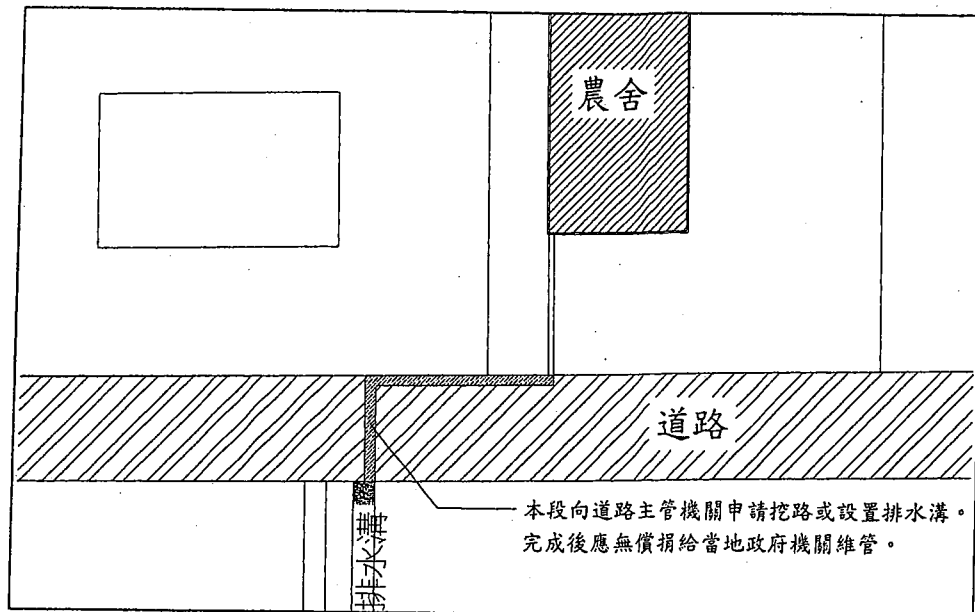 農舍
道路
本段向道路主管機關申請挖路或設置排水溝。
完成後應無償捐給當地政府機關維管。
排水溝